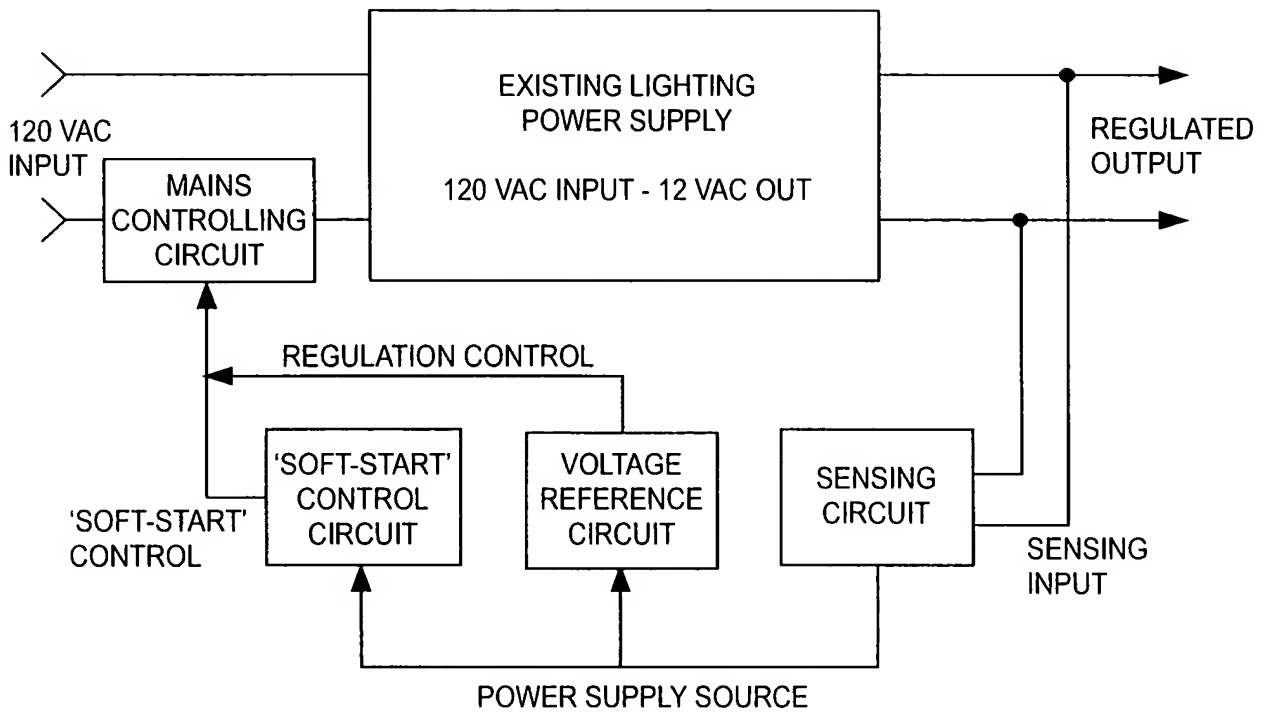 EXISTING LIGHTING
POWER SUPPLY
120 VAC INPUT - 12 VAC OUT
120 VAC
INPUT
REGULATED
OUTPUT
MAINS
CONTROLLING
CIRCUIT
REGULATION CONTROL
‘SOFT-START’
CONTROL
CIRCUIT
VOLTAGE
REFERENCE
CIRCUIT
SENSING
CIRCUIT
‘SOFT-START’
CONTROL
SENSING
INPUT
POWER SUPPLY SOURCE